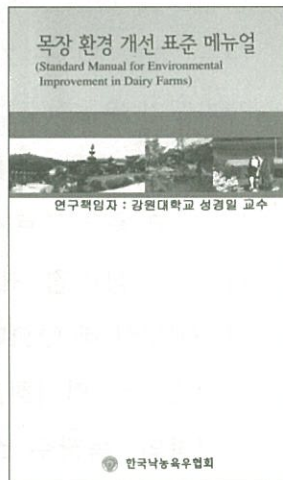 목장 환경 개선 표준 메뉴얼
(Standard Manual for Environmental
Improvement in Dairy Farms)
연구책임자 : 강원대학교 성경일 교수
한국낙농육우협회